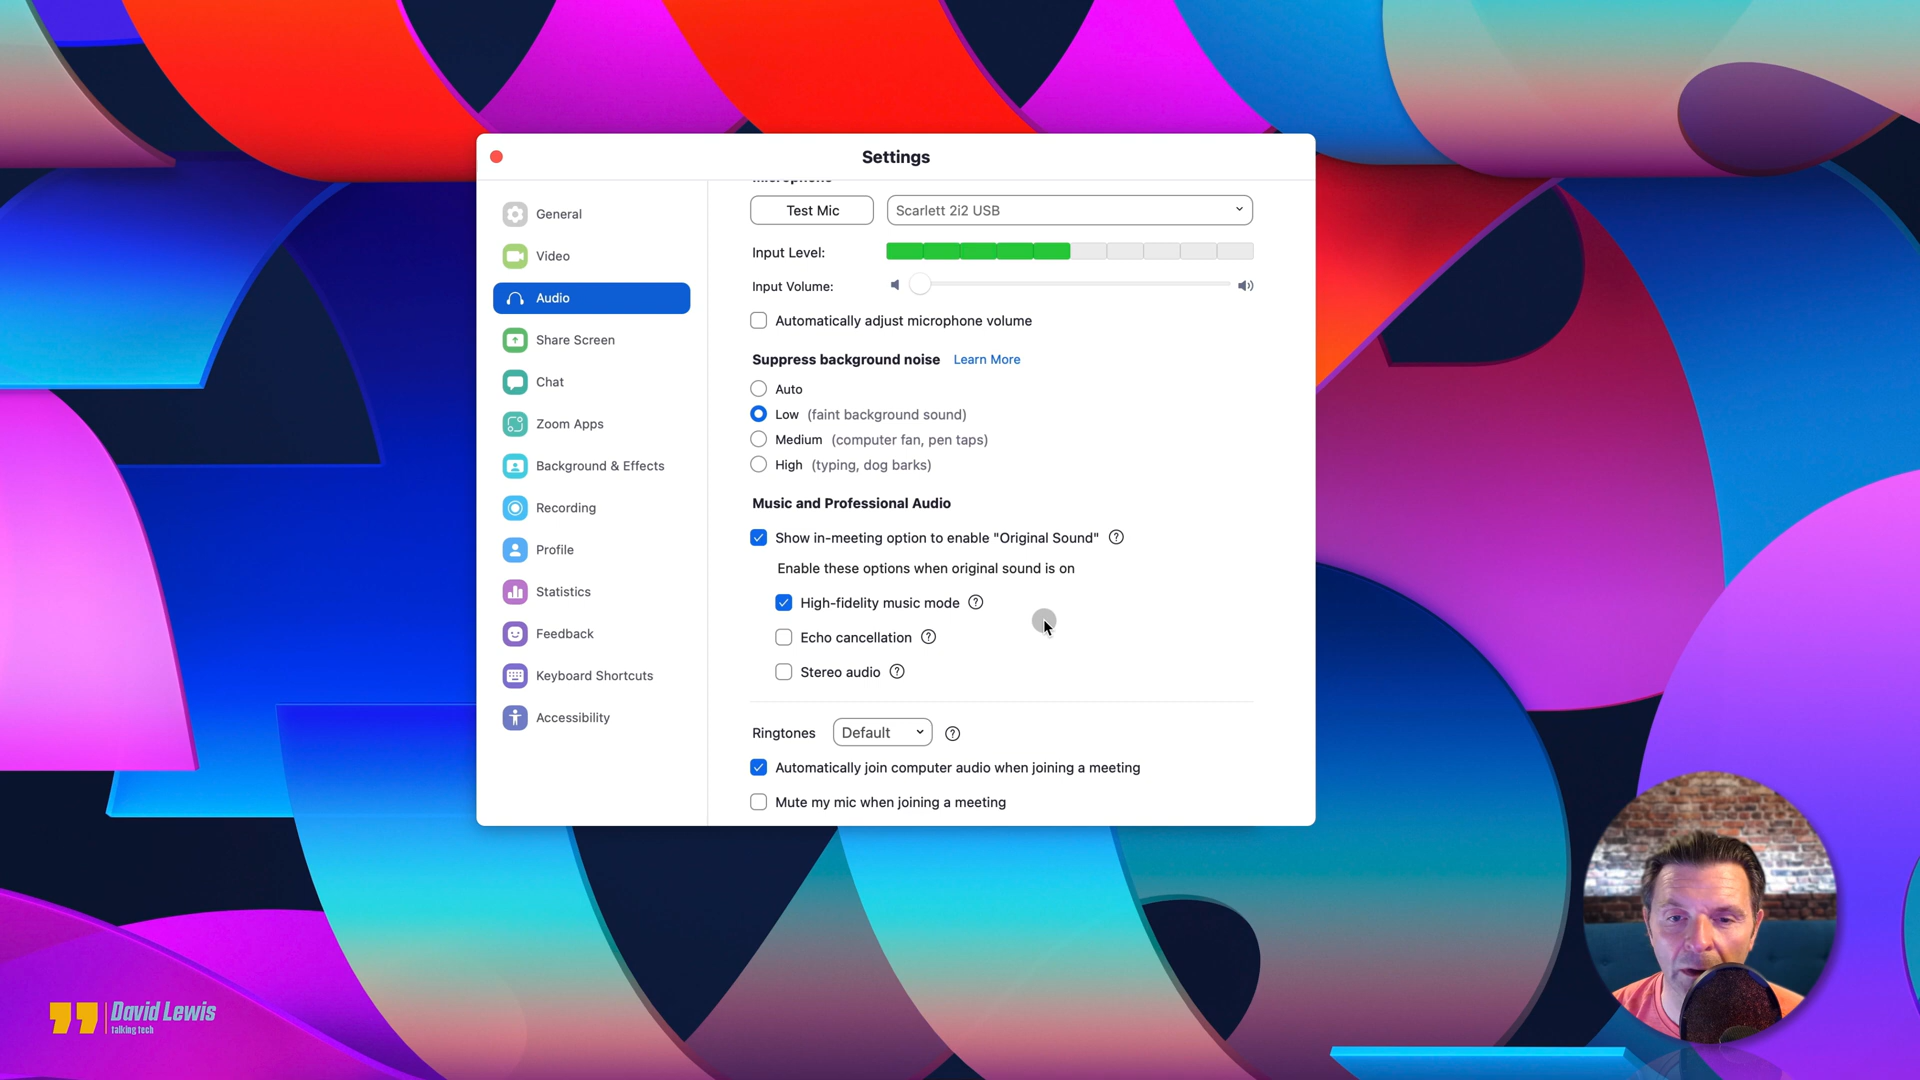 Settings
General
Video
Audio
Share Screen
Chat
Zoom Apps
Background & Effects
Recording
Profile
Statistics
Feedback
Keyboard Shortcuts
Accessibility
Microphone
Test Mic Scarlett 2i2 USB
Input Level:
Input Volume:
Automatically adjust microphone volume
Suppress background noise Learn More
Auto
Low (faint background sound)
Medium (computer fan, pen taps)
High (typing, dog barks)
Music and Professional Audio
Show in-meeting option to enable "Original Sound" ?
Enable these options when original sound is on
High-fidelity music mode ?
Echo cancellation ?
Stereo audio ?
Ringtones Default ?
Automatically join computer audio when joining a meeting
Mute my mic when joining a meeting
David Lewis
talking tech